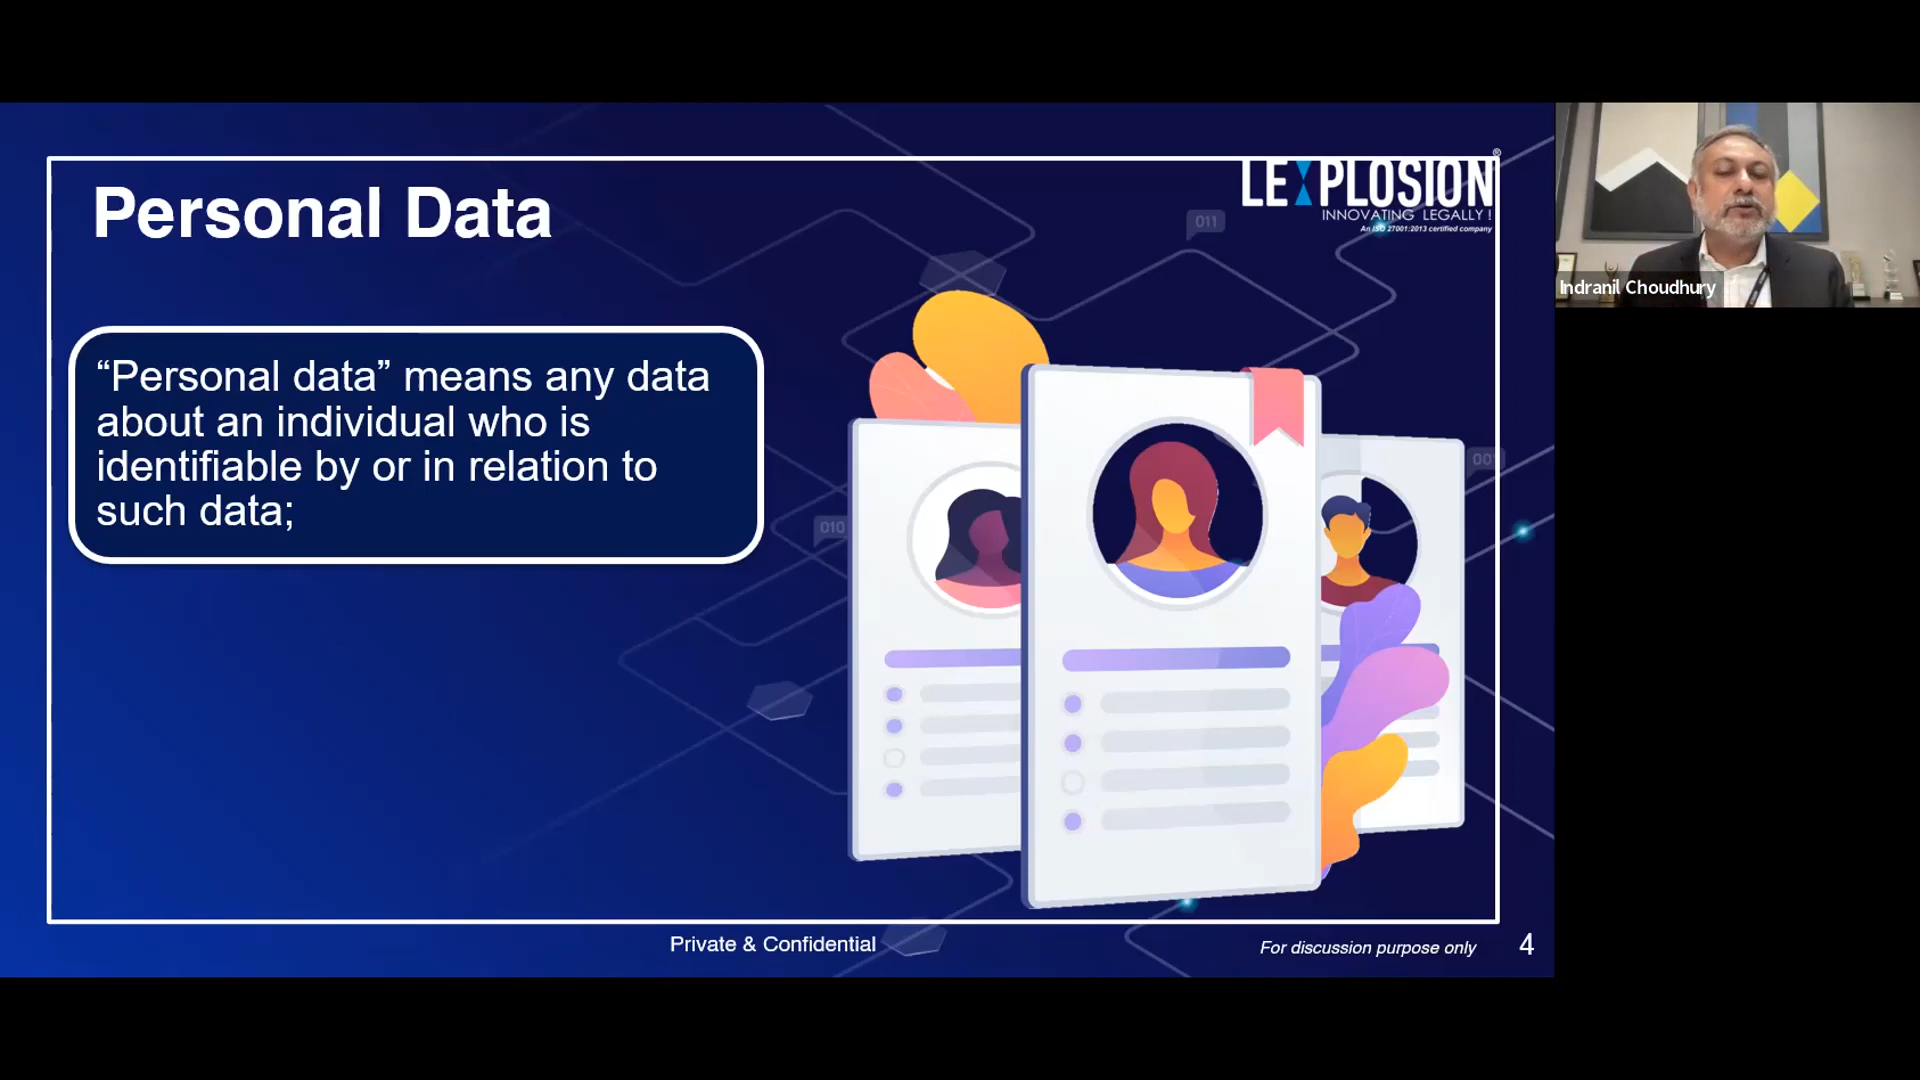 LEXPLOSION®
INNOVATING LEGALLY !
An ISO 27001:2013 certified company
Personal Data
“Personal data” means any data
about an individual who is
identifiable by or in relation to
such data;
011
010
00
Private & Confidential
For discussion purpose only
4
Indranil Choudhury